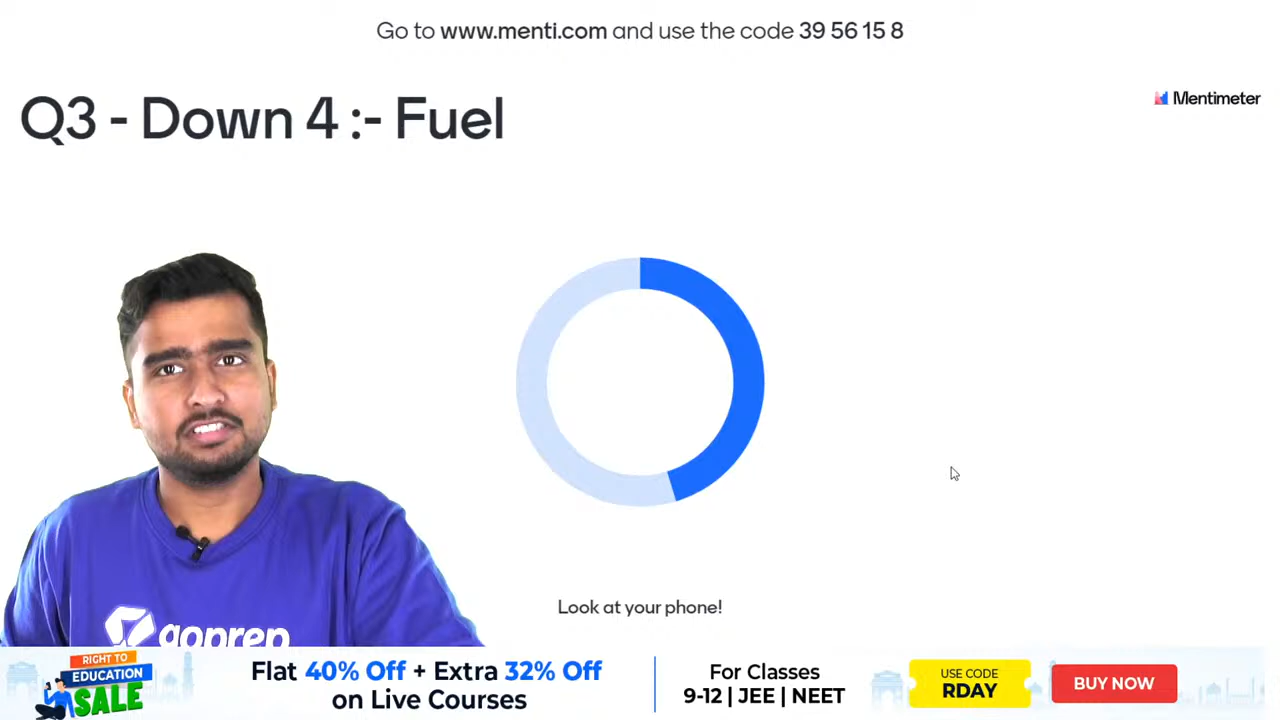 Go to www.menti.com and use the code 39 56 15 8
Q3 - Down 4 :- Fuel
Mentimeter
Look at your phone!
goprep
RIGHT TO
EDUCATION
SALE
Flat 40% Off + Extra 32% Off
on Live Courses
For Classes
9-12 | JEE | NEET
USE CODE
RDAY
BUY NOW